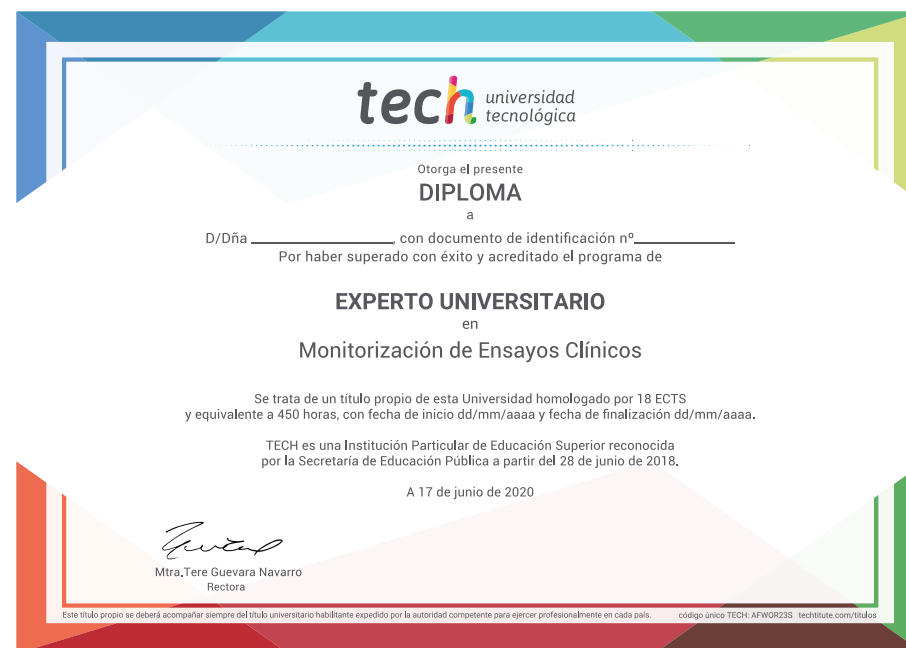 tech universidad
tecnológica
Otorga el presente
DIPLOMA
a
D/Dña ____________, con documento de identificación nº____________
Por haber superado con éxito y acreditado el programa de
EXPERTO UNIVERSITARIO
en
Monitorización de Ensayos Clínicos
Se trata de un título propio de esta Universidad homologado por 18 ECTS
y equivalente a 450 horas, con fecha de inicio dd/mm/aaaa y fecha de finalización dd/mm/aaaa.
TECH es una Institución Particular de Educación Superior reconocida
por la Secretaría de Educación Pública a partir del 28 de junio de 2018.
A 17 de junio de 2020
Mtra.Tere Guevara Navarro
Rectora
Este título propio se deberá acompañar siempre del título universitario habilitante expedido por la autoridad competente para ejercer profesionalmente en cada país. código único TECH: AFWOR23S techtitute.com/titulos